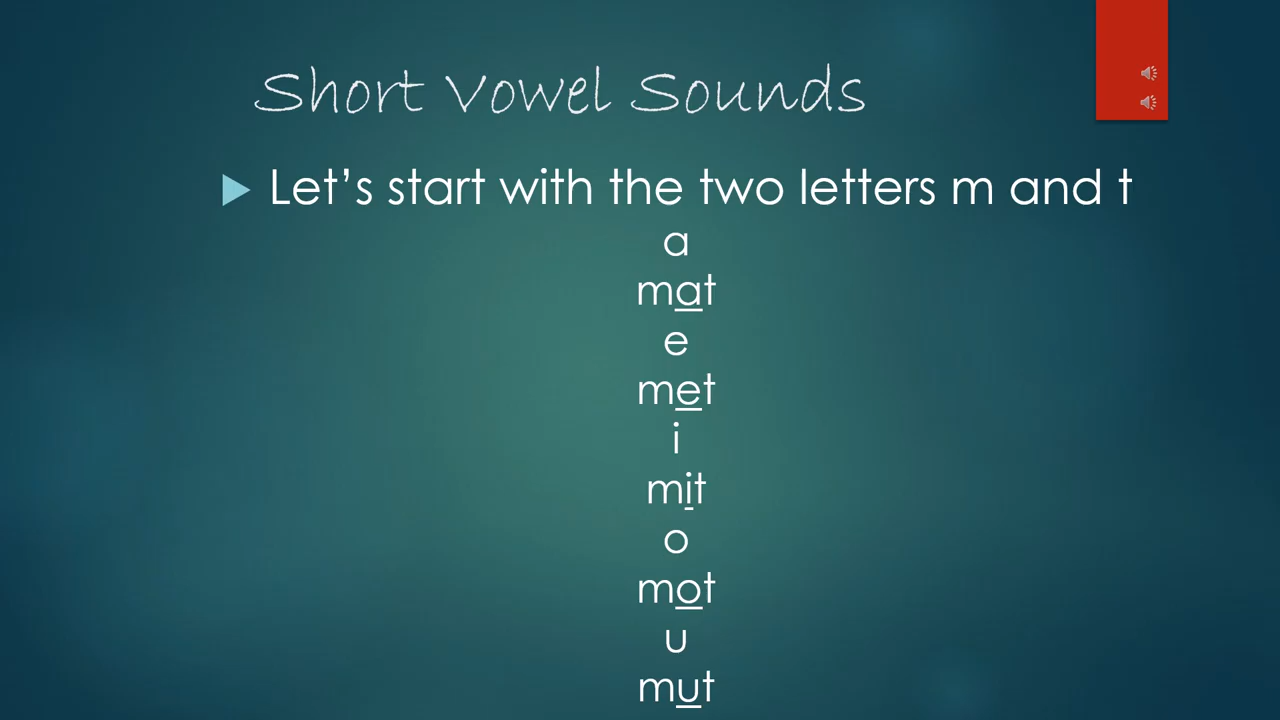 Short Vowel Sounds
Let’s start with the two letters m and t
a
mat
e
met
i
mit
o
mot
u
mut